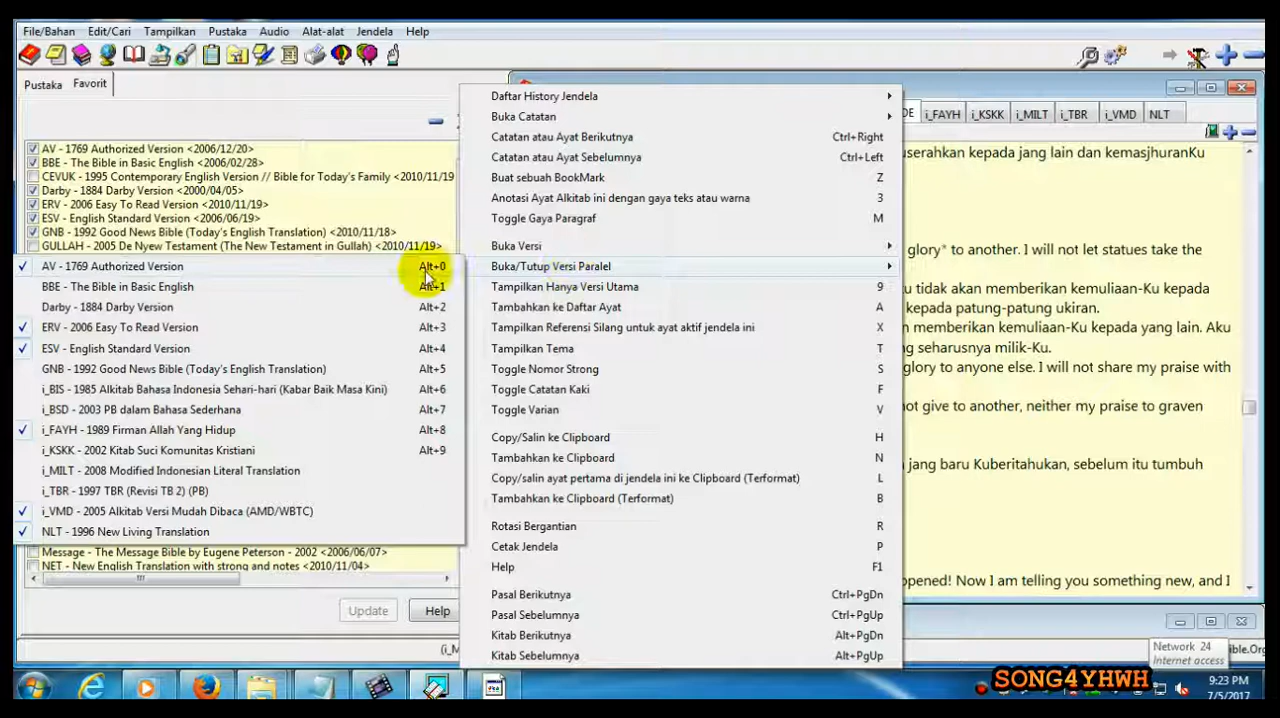 File/Bahan Edit/Cari Tampilkan Pustaka Audio Alat-alat Jendela Help
Pustaka Favorit
AV - 1769 Authorized Version <2006/12/20>
BBE - The Bible in Basic English <2006/02/28>
CEVUK - 1995 Contemporary English Version // Bible for Today's Family <2010/11/19
Darby - 1884 Darby Version <2000/04/05>
ERV - 2006 Easy To Read Version <2010/11/19>
ESV - English Standard Version <2006/06/19>
GNB - 1992 Good News Bible (Today's English Translation) <2010/11/18>
GULLAH - 2005 De Nyew Testament (The New Testament in Gullah) <2010/11/19>
AV - 1769 Authorized Version Alt+0
BBE - The Bible in Basic English Alt+1
Darby - 1884 Darby Version Alt+2
ERV - 2006 Easy To Read Version Alt+3
ESV - English Standard Version Alt+4
GNB - 1992 Good News Bible (Today's English Translation) Alt+5
i_BIS - 1985 Alkitab Bahasa Indonesia Sehari-hari (Kabar Baik Masa Kini) Alt+6
i_BSD - 2003 PB dalam Bahasa Sederhana Alt+7
i_FAYH - 1989 Firman Allah Yang Hidup Alt+8
i_KSKK - 2002 Kitab Suci Komunitas Kristiani Alt+9
i_MILT - 2008 Modified Indonesian Literal Translation
i_TBR - 1997 TBR (Revisi TB 2) (PB)
i_VMD - 2005 Alkitab Versi Mudah Dibaca (AMD/WBTC)
NLT - 1996 New Living Translation
Message - The Message Bible by Eugene Peterson - 2002 <2006/06/07>
NET - New English Translation with strong and notes <2010/11/04>
Update Help
(i_M
Daftar History Jendela
Buka Catatan
Catatan atau Ayat Berikutnya Ctrl+Right
Catatan atau Ayat Sebelumnya Ctrl+Left
Buat sebuah BookMark Z
Anotasi Ayat Alkitab ini dengan gaya teks atau warna 3
Toggle Gaya Paragraf M
Buka Versi
Buka/Tutup Versi Paralel
Tampilkan Hanya Versi Utama 9
Tambahkan ke Daftar Ayat A
Tampilkan Referensi Silang untuk ayat aktif jendela ini X
Tampilkan Tema T
Toggle Nomor Strong S
Toggle Catatan Kaki F
Toggle Varian V
Copy/Salin ke Clipboard H
Tambahkan ke Clipboard N
Copy/salin ayat pertama di jendela ini ke Clipboard (Terformat) L
Tambahkan ke Clipboard (Terformat) B
Rotasi Bergantian R
Cetak Jendela P
Help F1
Pasal Berikutnya Ctrl+PgDn
Pasal Sebelumnya Ctrl+PgUp
Kitab Berikutnya Alt+PgDn
Kitab Sebelumnya Alt+PgUp
DE i_FAYH i_KSKK i_MILT i_TBR i_VMD NLT
userahkan kepada jang lain dan kemasjhuranKu
glory* to another. I will not let statues take the
u tidak akan memberikan kemuliaan-Ku kepada
kepada patung-patung ukiran.
n memberikan kemuliaan-Ku kepada yang lain. Aku
g seharusnya milik-Ku.
glory to anyone else. I will not share my praise with
not give to another, neither my praise to graven
jang baru Kuberitahukan, sebelum itu tumbuh
opened! Now I am telling you something new, and I
Network 24
Internet access
ible.Org
SONG4YHWH
9:23 PM
7/5/2017